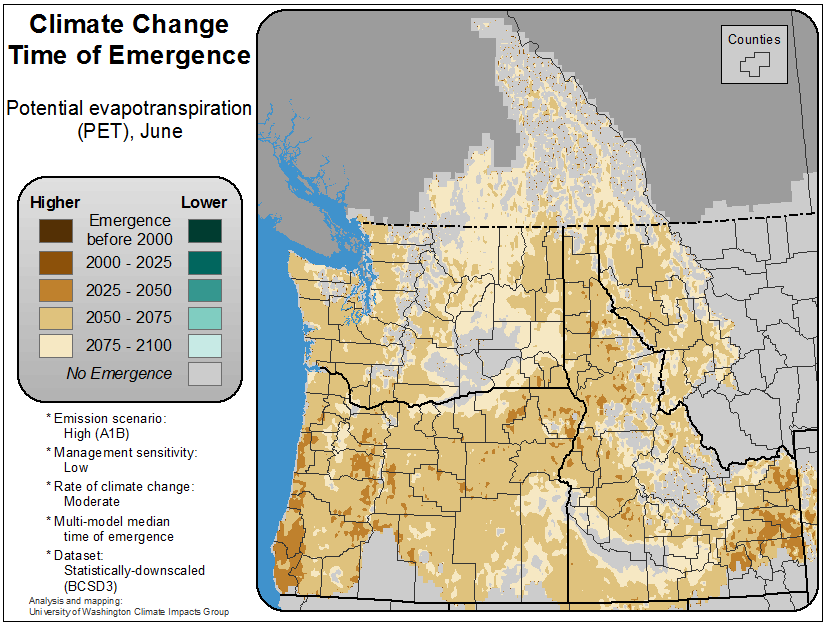 Climate Change
Time of Emergence
Potential evapotranspiration
(PET), June
Higher
Lower
Emergence
before 2000
2000 - 2025
2025 - 2050
2050 - 2075
2075 - 2100
No Emergence
* Emission scenario:
High (A1B)
* Management sensitivity:
Low
* Rate of climate change:
Moderate
* Multi-model median
time of emergence
* Dataset:
Statistically-downscaled
(BCSD3)
Analysis and mapping:
University of Washington Climate Impacts Group
Counties